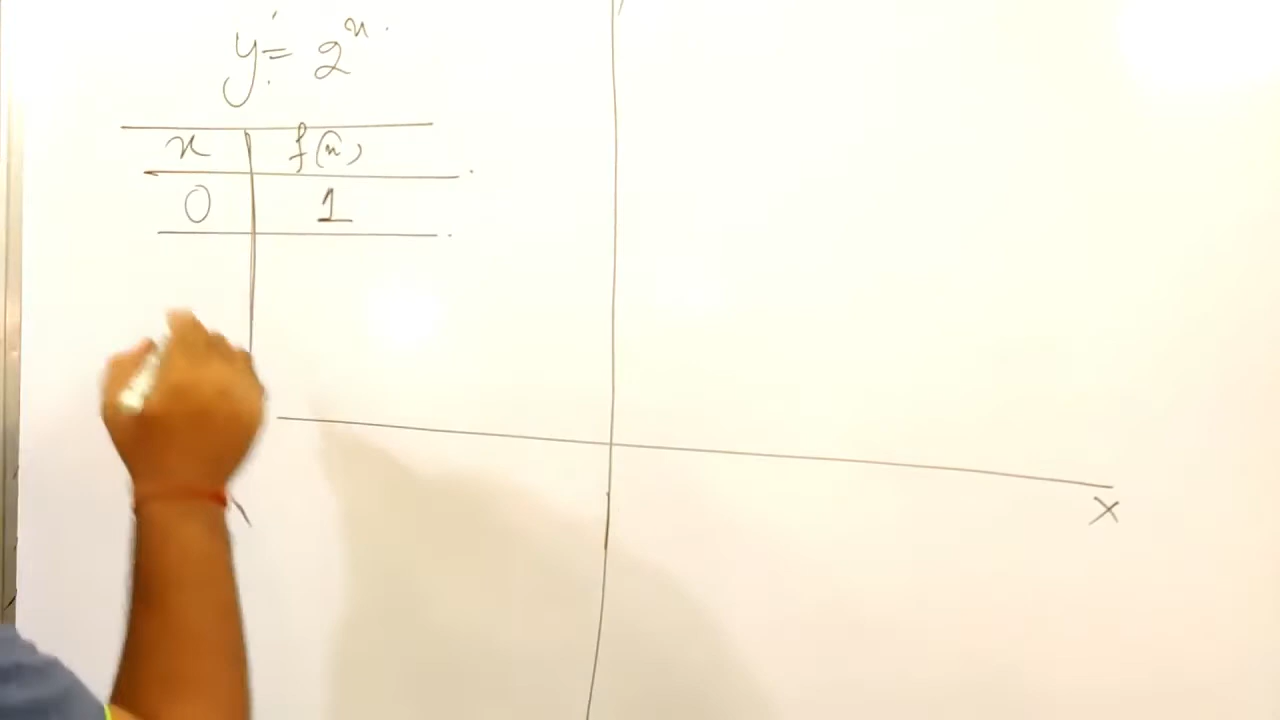 y = 2^x
x f(x)
0 1
X